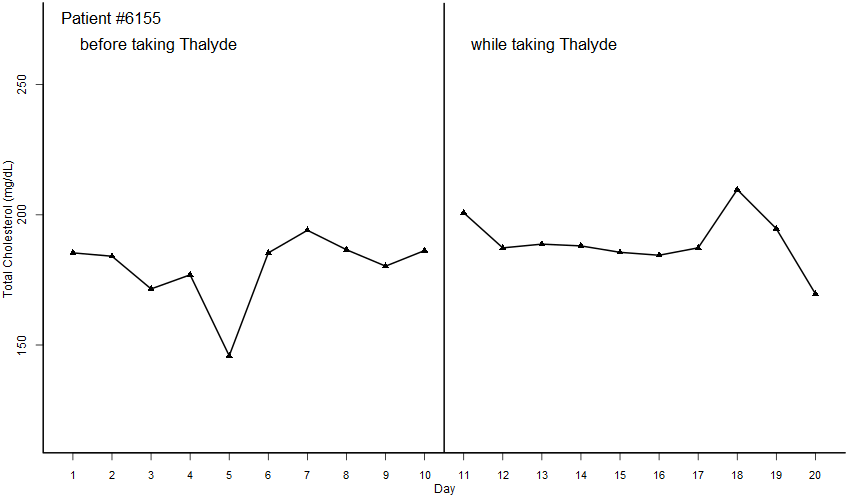 Patient #6155
before taking Thalyde
while taking Thalyde
Total Cholesterol (mg/dL)
250
200
150
1 2 3 4 5 6 7 8 9 10 11 12 13 14 15 16 17 18 19 20
Day